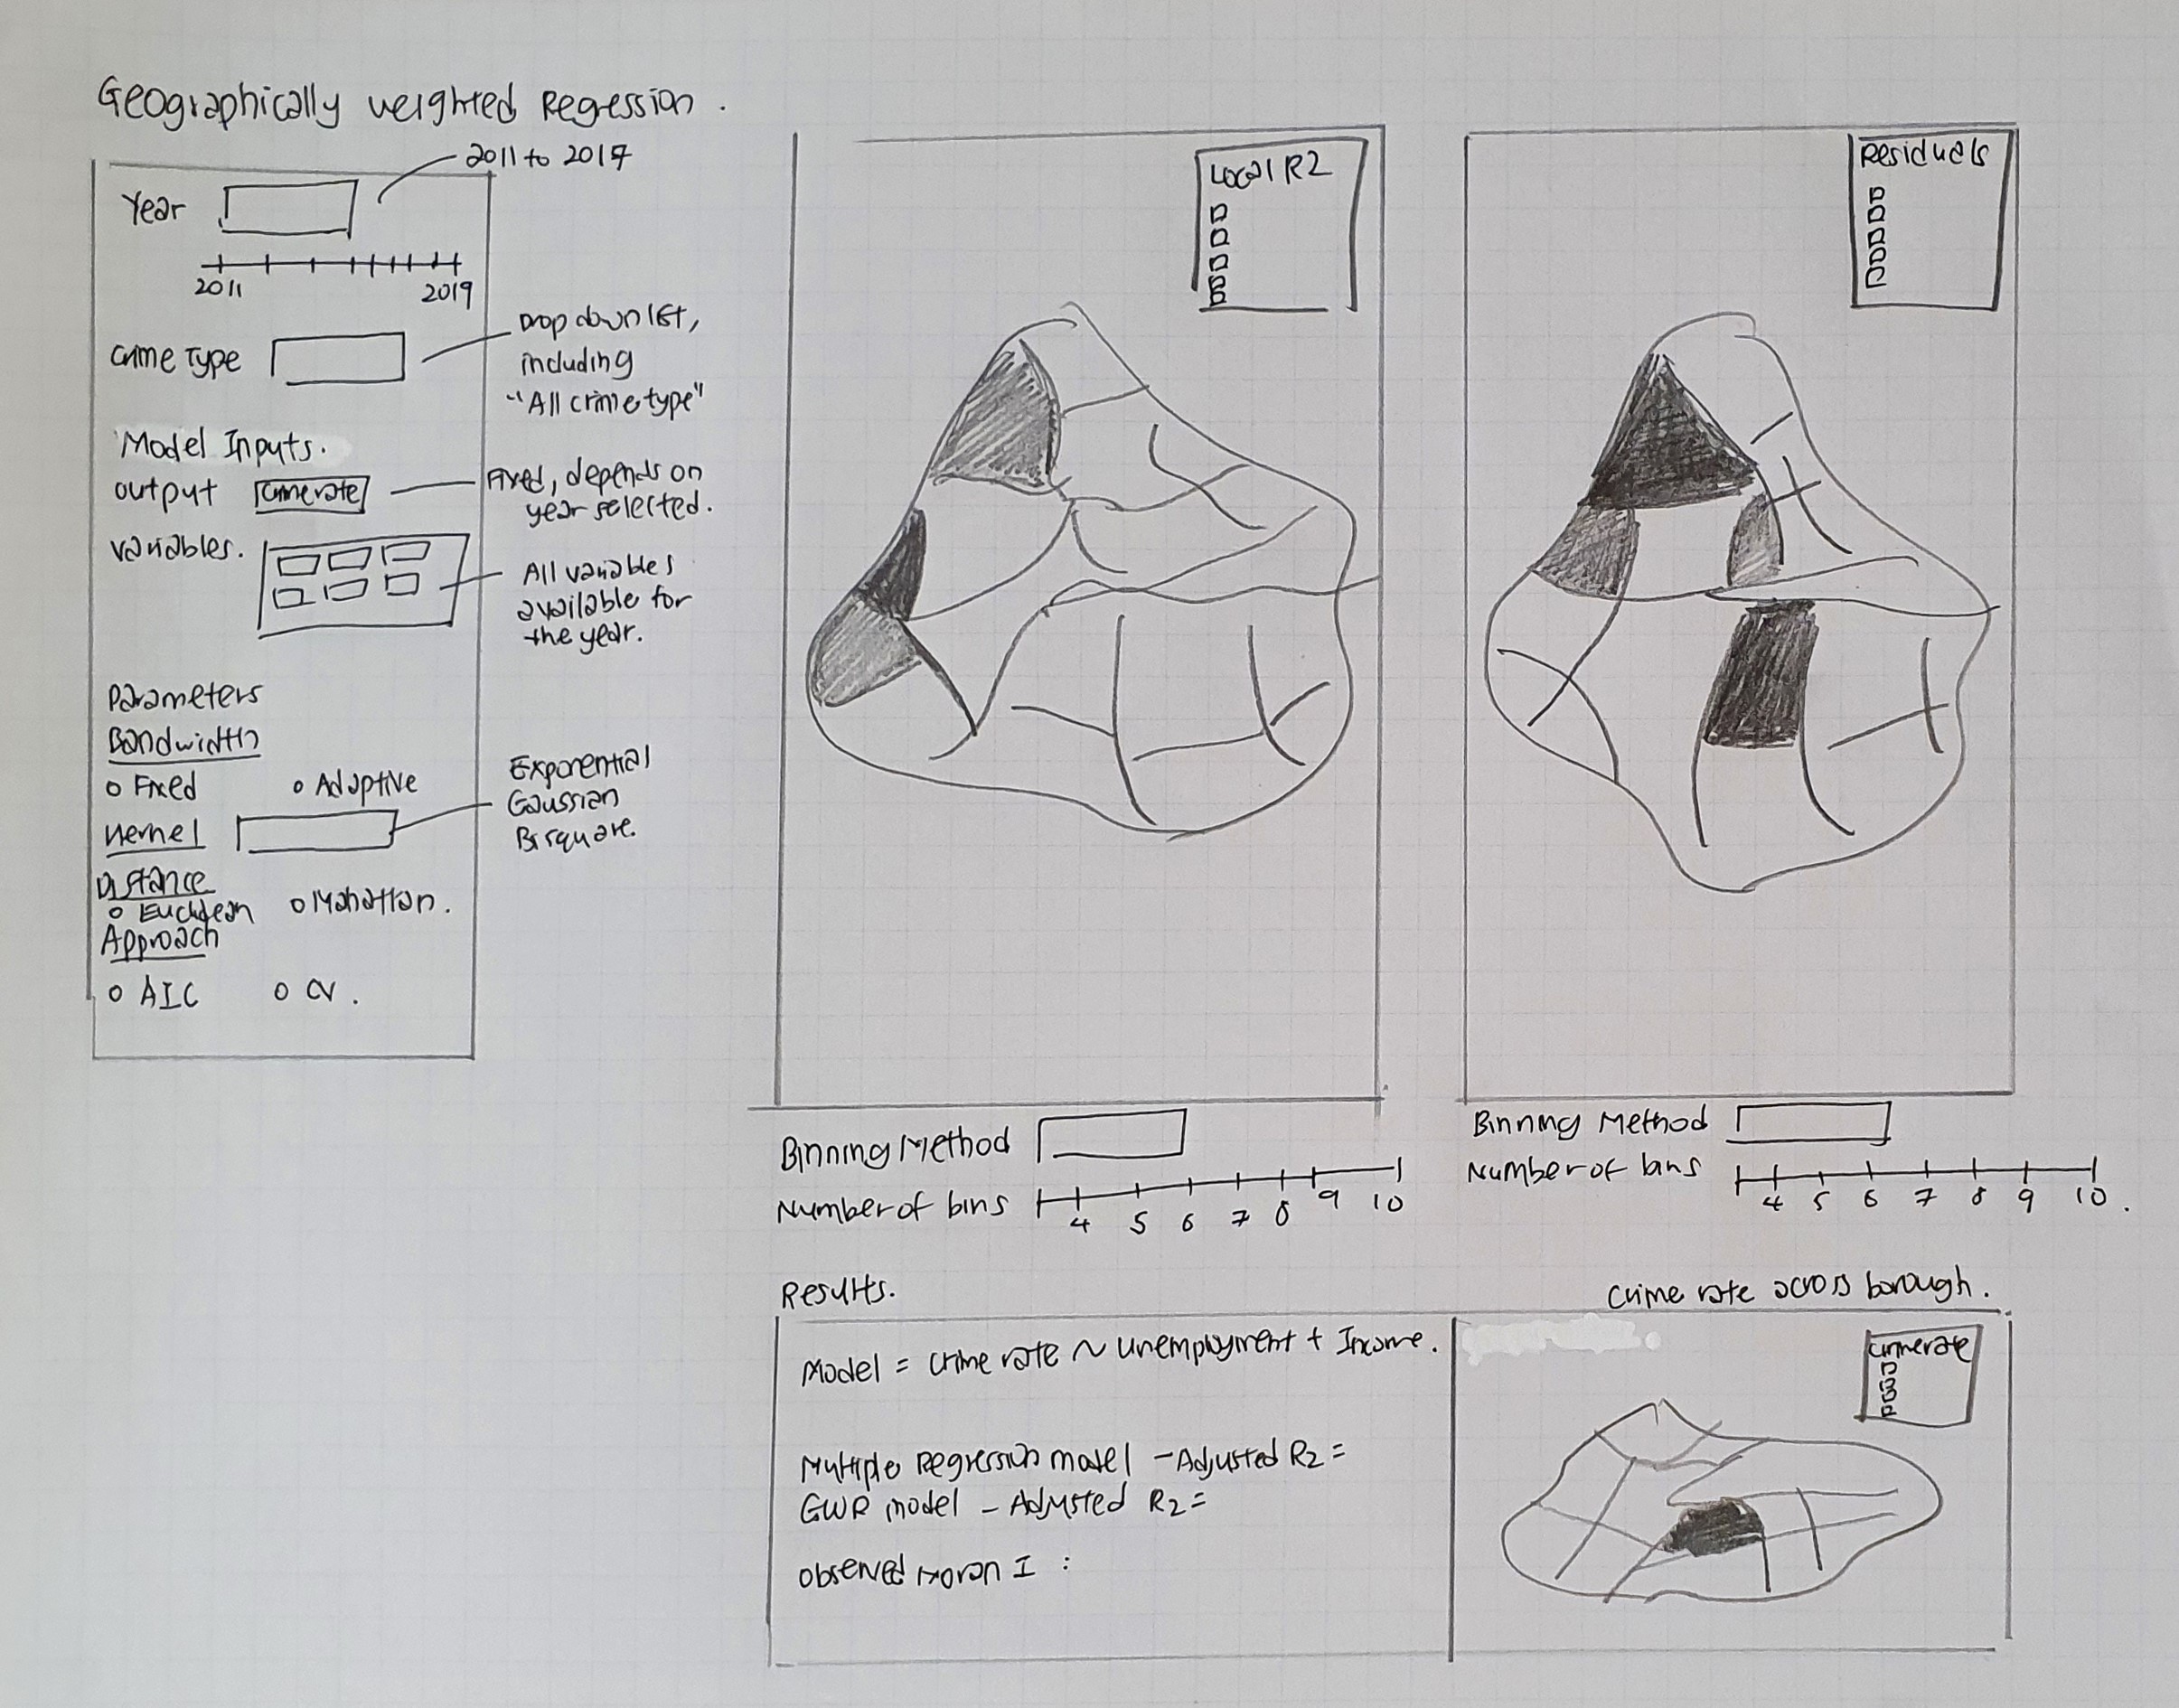 Geographically weighted Regression.
2011 to 2019
Year
2011 2019
Crime Type
Drop down list,
including
"All crime type"
Model Inputs.
output Crime rate
Fixed, depends on
year selected.
variables.
All variables
available for
the year.
Parameters
Bandwidth
Fixed Adaptive
Kernel
Exponential
Gaussian
Bisquare.
Distance
Euclidean Mahattan.
Approach
AIC CV.
Local R2
Binning Method
Number of bins
4 5 6 7 8 9 10
Residuals
Binning Method
Number of bins
4 5 6 7 8 9 10.
Results.
Model = Crime rate ~ Unemployment + Income.
Multiple Regression model - Adjusted R2 =
GWR model - Adjusted R2 =
Observed Moran I :
Crime rate across borough.
Crime rate